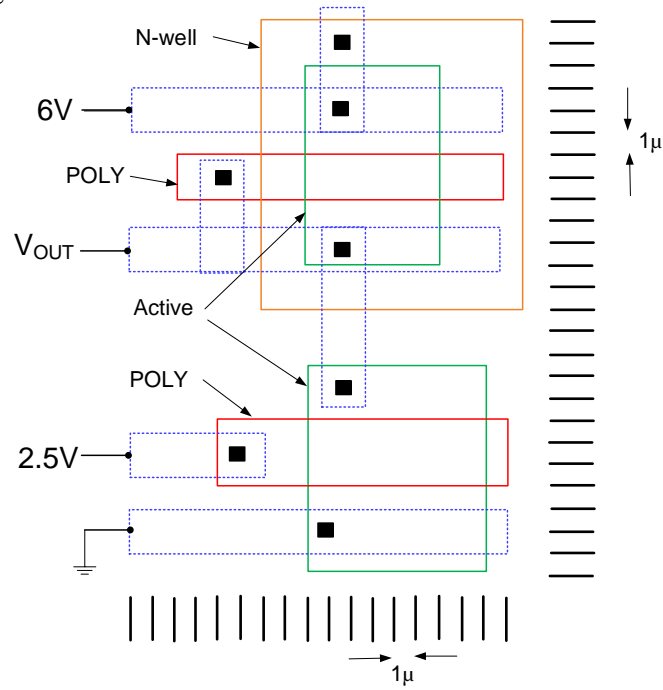 N-well
6V
1μ
POLY
VOUT
Active
POLY
2.5V
1μ